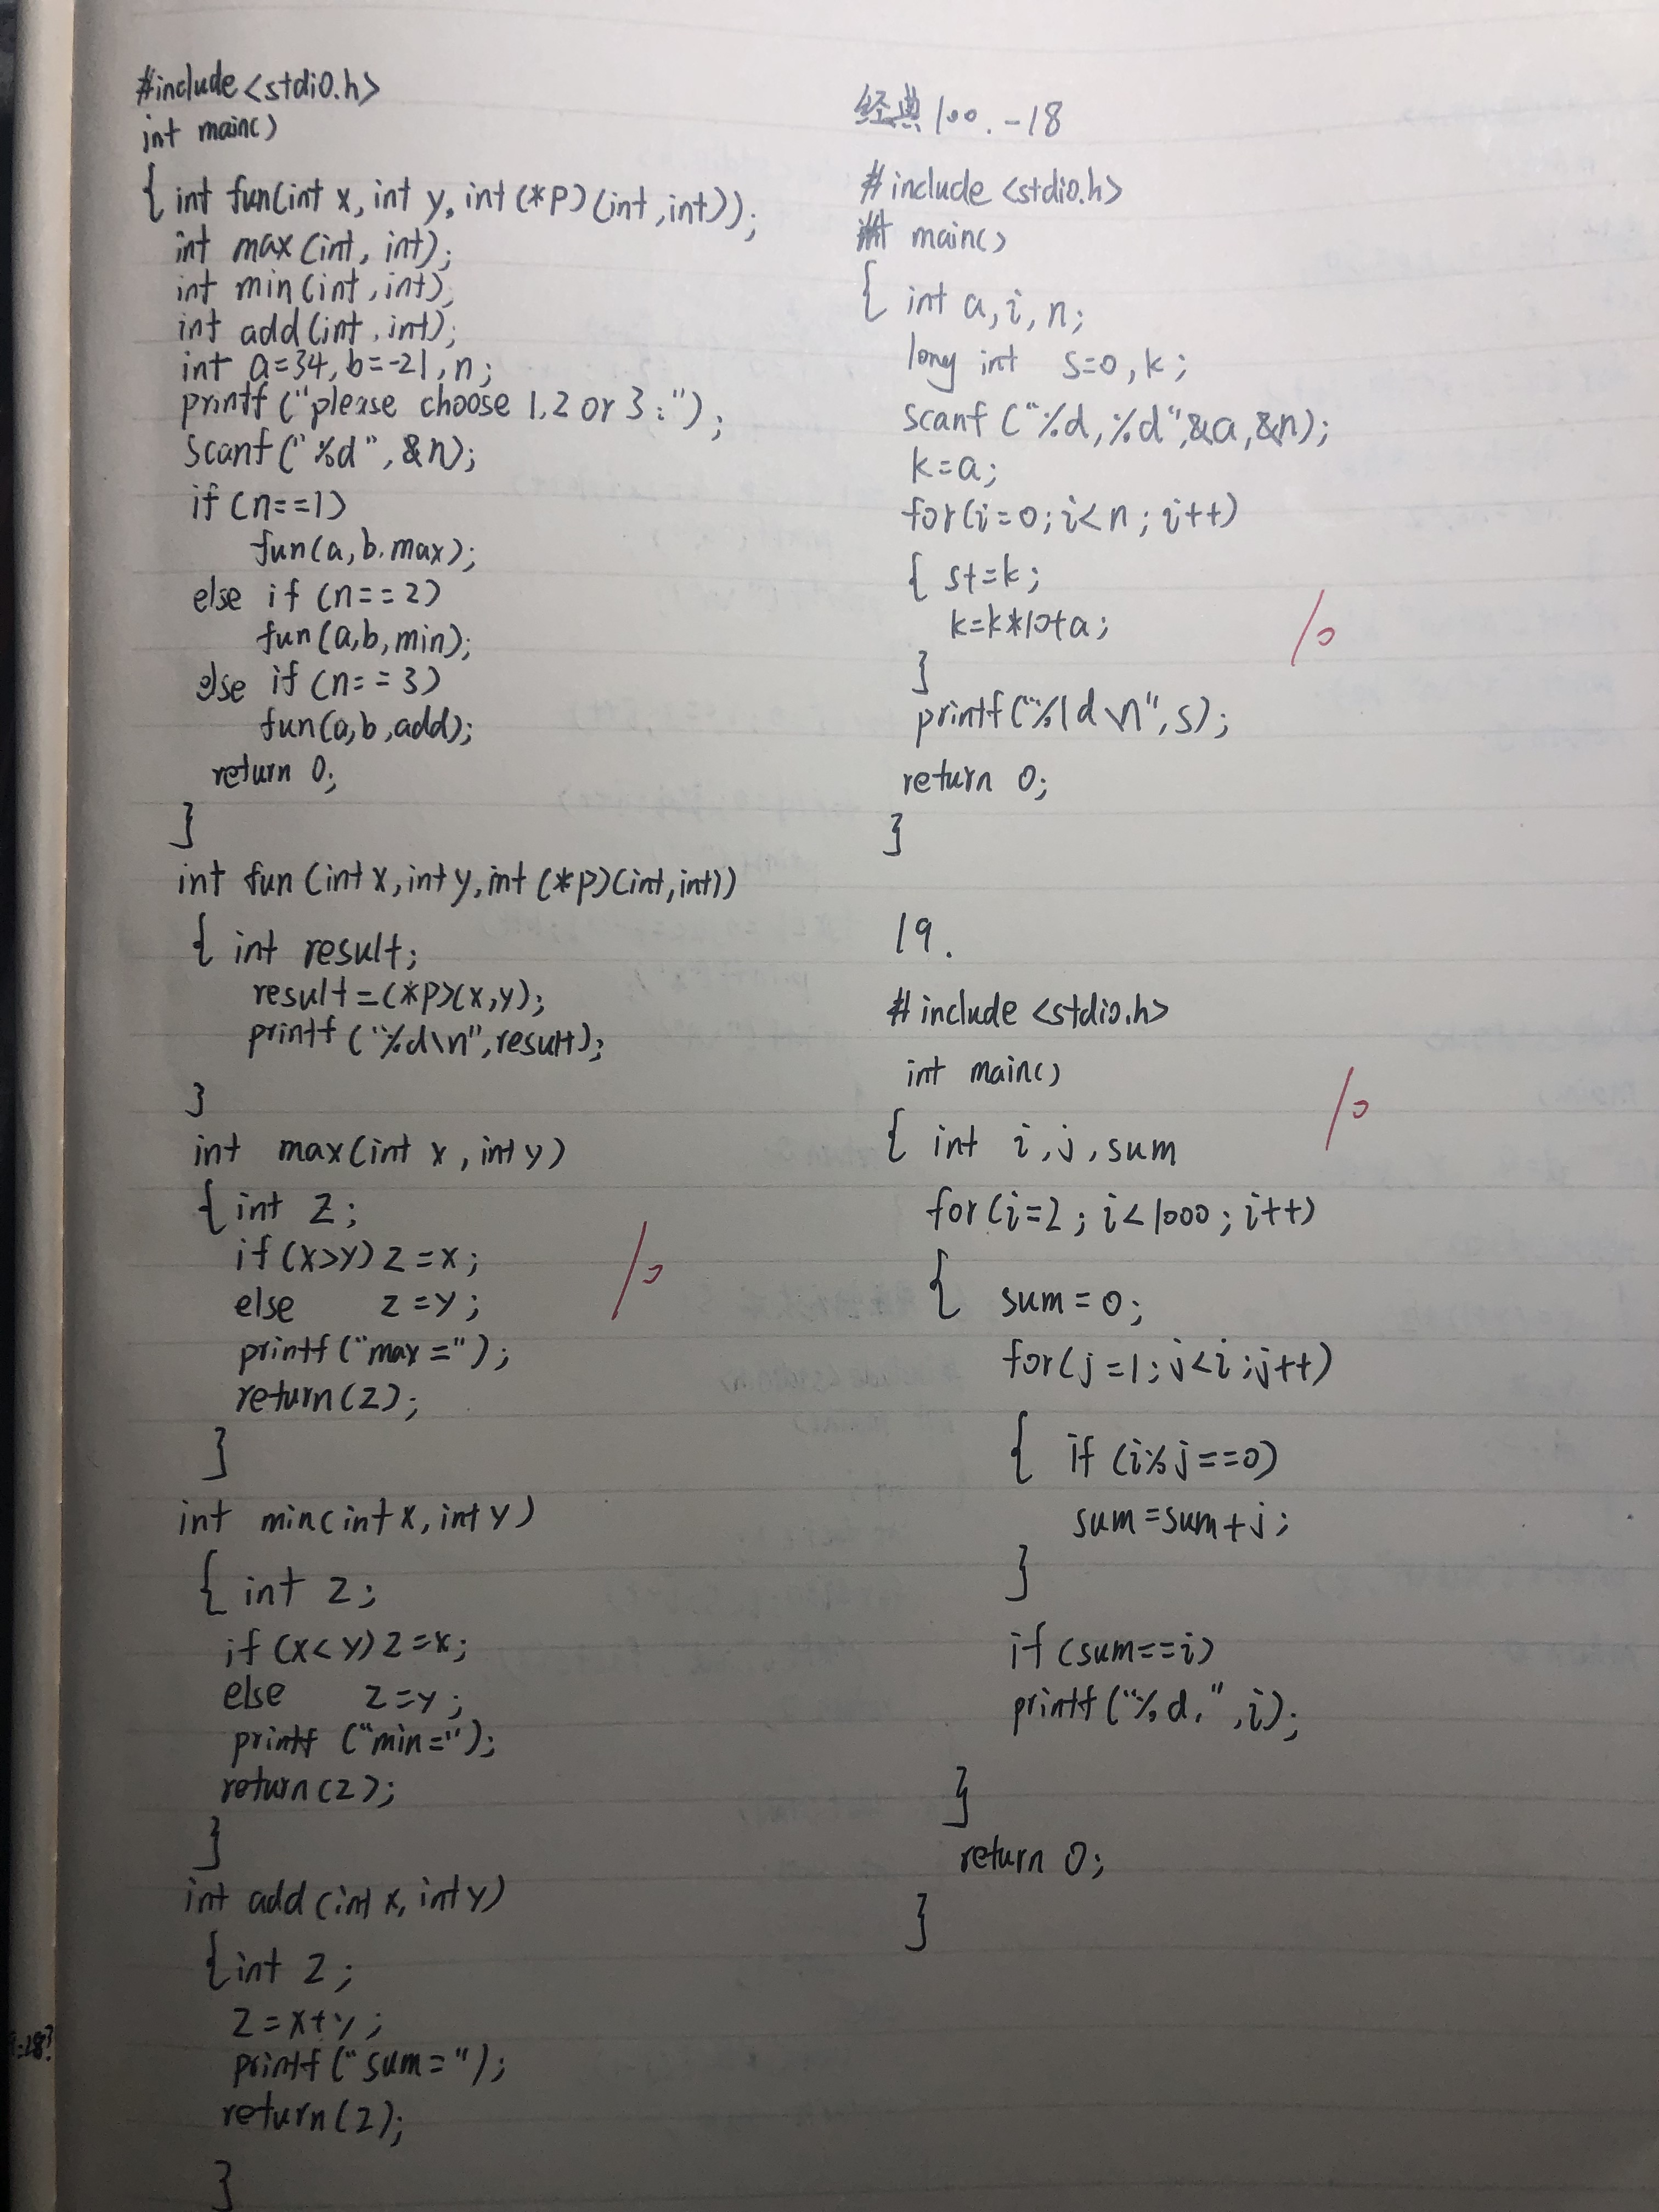 #include<stdio.h>
int main()
{ int fun(int x, int y, int(*p)(int,int));
int max(int, int);
int min(int,int);
int add(int,int);
int a=34,b=-21,n;
printf("please choose 1,2 or 3:");
scanf("%d",&n);
if(n==1)
fun(a,b,max);
else if (n==2)
fun(a,b,min);
else if (n==3)
fun(a,b,add);
return 0;
}
int fun(int x,int y,int(*p)(int,int))
{ int result;
result=(*p)(x,y);
printf("%d\n",result);
}
int max(int x,int y)
{ int z;
if(x>y)z=x;
else z=y;
printf("max=");
return(z);
}
int min(int x,int y)
{ int z;
if(x<y)z=x;
else z=y;
printf("min=");
return(z);
}
int add(int x,int y)
{int z;
z=x+y;
printf("sum=");
return(z);
}
10
经典100.-18
#include<stdio.h>
int main()
{ int a,i,n;
long int s=0,k;
scanf("%d,%d",&a,&n);
k=a;
for(i=0;i<n;i++)
{ s+=k;
k=k*10+a;
}
printf("%ld\n",s);
return 0;
}
10
19.
#include<stdio.h>
int main()
{ int i,j,sum
for(i=2;i<1000;i++)
{ sum=0;
for(j=1;j<i;j++)
{ if(i%j==0)
sum=sum+j;
}
if(sum==i)
printf("%d,",i);
}
return 0;
}
10